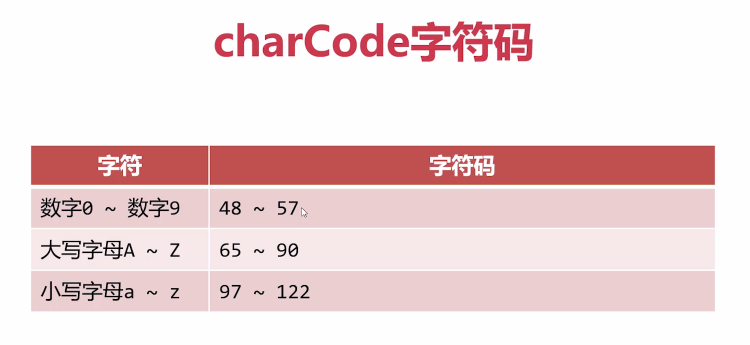 charCode字符码
字符 字符码
数字0 ~ 数字9 48 ~ 57
大写字母A ~ Z 65 ~ 90
小写字母a ~ z 97 ~ 122